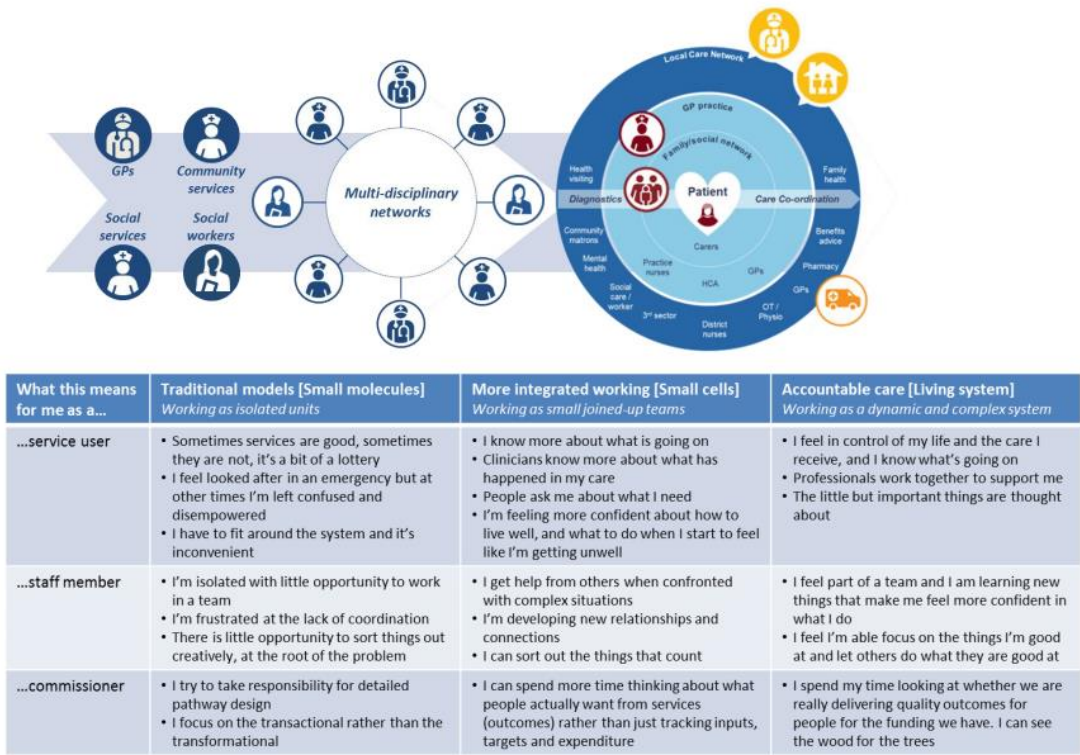 GPs
Community
services
Social
services
Social
workers
Multi-disciplinary
networks
Local Care Network
GP practice
Family/social network
Patient
Health
visiting
Family
health
Diagnostics
Care Co-ordination
Community
matrons
Benefits
advice
Mental
health
Pharmacy
Carers
Practice
nurses
GPs
HCA
Social
care /
worker
GPs
3rd sector
OT /
Physio
District
nurses
What this means
for me as a...
Traditional models [Small molecules]
Working as isolated units
More integrated working [Small cells]
Working as small joined-up teams
Accountable care [Living system]
Working as a dynamic and complex system
...service user
• Sometimes services are good, sometimes
they are not, it's a bit of a lottery
• I feel looked after in an emergency but at
other times I'm left confused and
disempowered
• I have to fit around the system and it's
inconvenient
• I know more about what is going on
• Clinicians know more about what has
happened in my care
• People ask me about what I need
• I'm feeling more confident about how to
live well, and what to do when I start to feel
like I'm getting unwell
• I feel in control of my life and the care I
receive, and I know what's going on
• Professionals work together to support me
• The little but important things are thought
about
...staff member
• I'm isolated with little opportunity to work
in a team
• I'm frustrated at the lack of coordination
• There is little opportunity to sort things out
creatively, at the root of the problem
• I get help from others when confronted
with complex situations
• I'm developing new relationships and
connections
• I can sort out the things that count
• I feel part of a team and I am learning new
things that make me feel more confident in
what I do
• I feel I'm able focus on the things I'm good
at and let others do what they are good at
...commissioner
• I try to take responsibility for detailed
pathway design
• I focus on the transactional rather than the
transformational
• I can spend more time thinking about what
people actually want from services
(outcomes) rather than just tracking inputs,
targets and expenditure
• I spend my time looking at whether we are
really delivering quality outcomes for
people for the funding we have. I can see
the wood for the trees